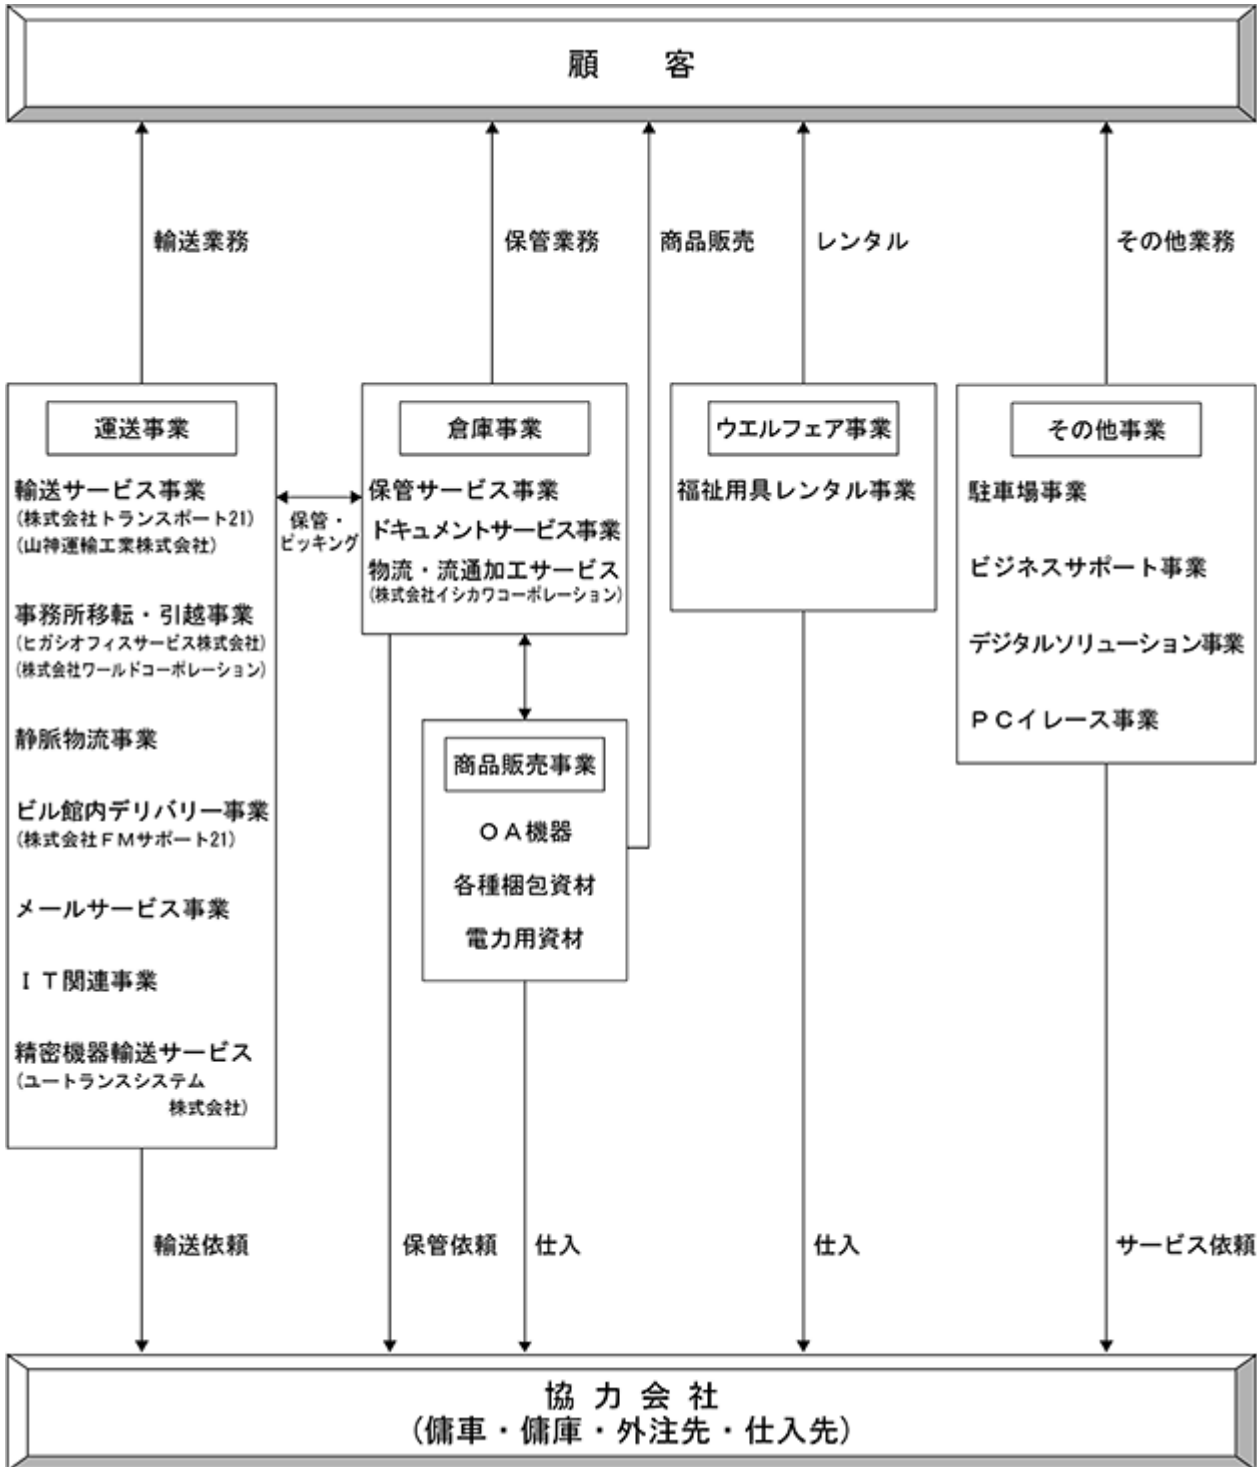 顧　　客
輸送業務
保管業務
商品販売
レンタル
その他業務
運送事業
輸送サービス事業
(株式会社トランスポート21)
(山神運輸工業株式会社)
事務所移転・引越事業
(ヒガシオフィスサービス株式会社)
(株式会社ワールドコーポレーション)
静脈物流事業
ビル館内デリバリー事業
(株式会社ＦＭサポート21)
メールサービス事業
ＩＴ関連事業
精密機器輸送サービス
(ユートランスシステム
株式会社)
保管・
ピッキング
倉庫事業
保管サービス事業
ドキュメントサービス事業
物流・流通加工サービス
(株式会社イシカワコーポレーション)
商品販売事業
ＯＡ機器
各種梱包資材
電力用資材
ウエルフェア事業
福祉用具レンタル事業
その他事業
駐車場事業
ビジネスサポート事業
デジタルソリューション事業
ＰＣイレース事業
輸送依頼
保管依頼
仕入
仕入
サービス依頼
協 力 会 社
(傭車・傭庫・外注先・仕入先)